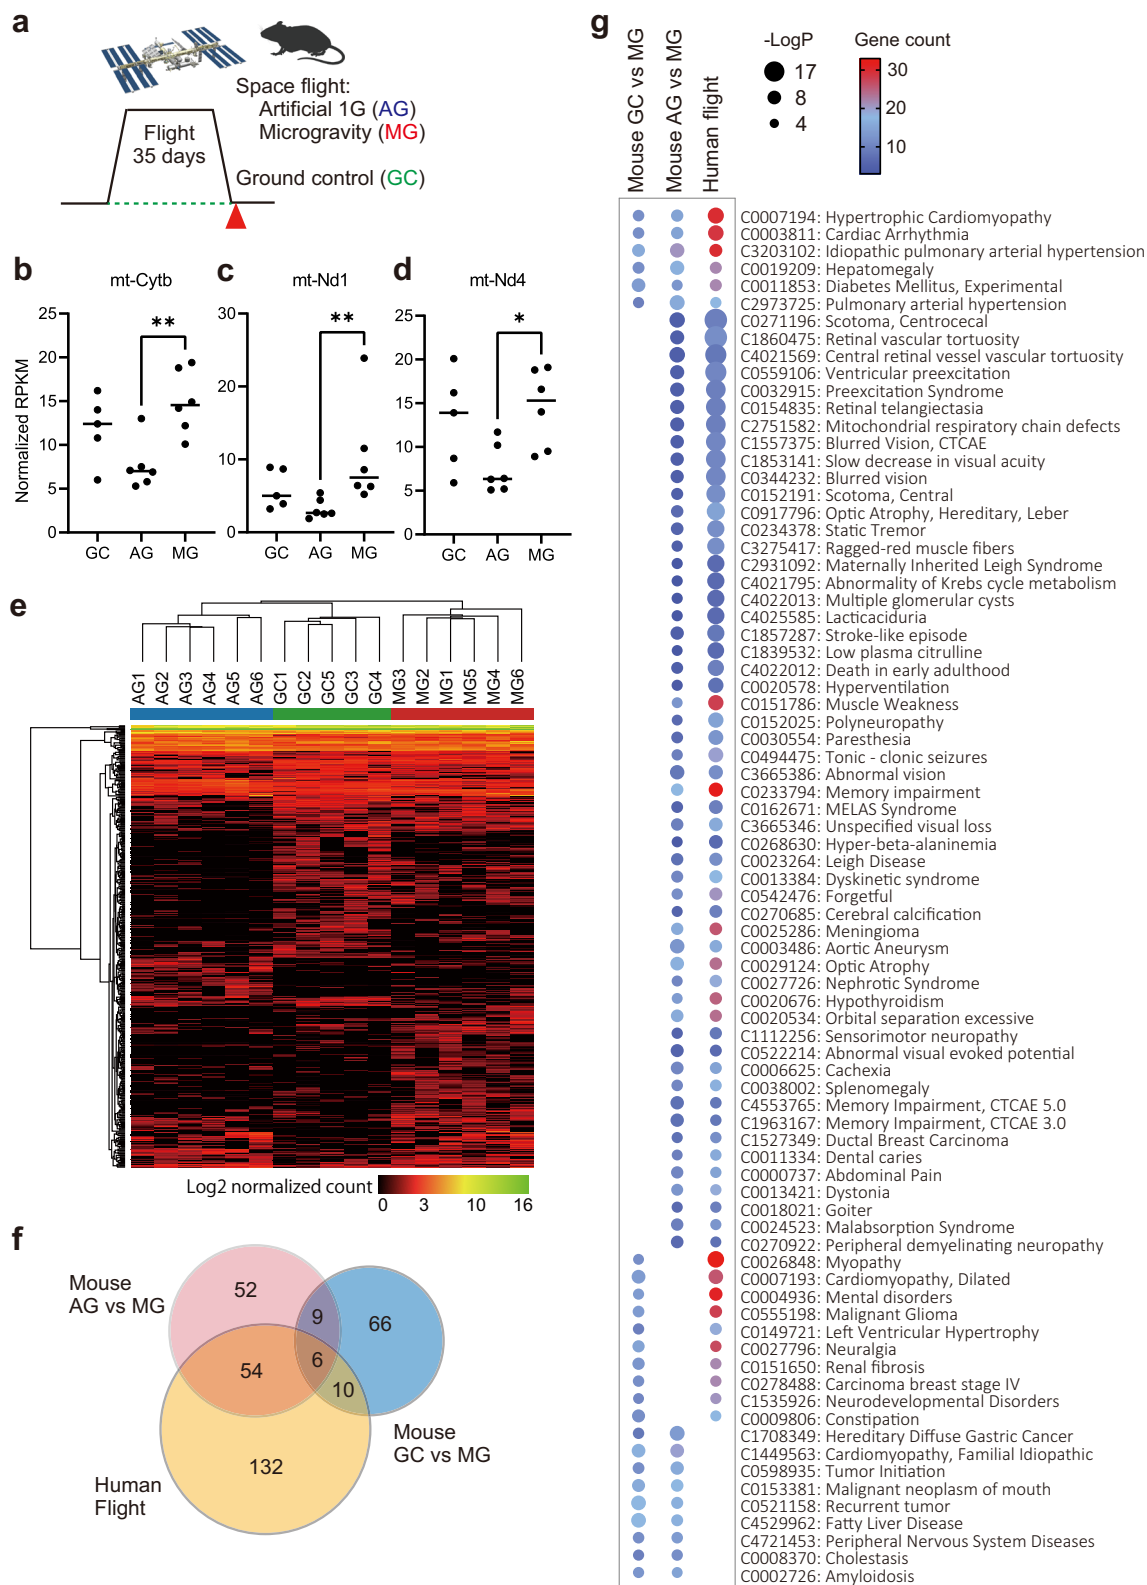 a
Space flight:
Artificial 1G (AG)
Microgravity (MG)
Flight
35 days
Ground control (GC)
b
mt-Cytb
Normalized RPKM
25
20
15
10
5
0
**
GC AG MG
c
mt-Nd1
30
20
10
0
**
GC AG MG
d
mt-Nd4
25
20
15
10
5
0
*
GC AG MG
e
AG1 AG2 AG3 AG4 AG5 AG6 GC1 GC2 GC5 GC3 GC4 MG3 MG2 MG1 MG5 MG4 MG6
Log2 normalized count
0 3 10 16
f
Mouse
AG vs MG
52
9
66
6
54
10
132
Mouse
GC vs MG
Human
Flight
g
Mouse GC vs MG
Mouse AG vs MG
Human flight
-LogP
17
8
4
Gene count
30
20
10
C0007194: Hypertrophic Cardiomyopathy
C0003811: Cardiac Arrhythmia
C3203102: Idiopathic pulmonary arterial hypertension
C0019209: Hepatomegaly
C0011853: Diabetes Mellitus, Experimental
C2973725: Pulmonary arterial hypertension
C0271196: Scotoma, Centrocecal
C1860475: Retinal vascular tortuosity
C4021569: Central retinal vessel vascular tortuosity
C0559106: Ventricular preexcitation
C0032915: Preexcitation Syndrome
C0154835: Retinal telangiectasia
C2751582: Mitochondrial respiratory chain defects
C1557375: Blurred Vision, CTCAE
C1853141: Slow decrease in visual acuity
C0344232: Blurred vision
C0152191: Scotoma, Central
C0917796: Optic Atrophy, Hereditary, Leber
C0234378: Static Tremor
C3275417: Ragged-red muscle fibers
C2931092: Maternally Inherited Leigh Syndrome
C4021795: Abnormality of Krebs cycle metabolism
C4022013: Multiple glomerular cysts
C4025585: Lacticaciduria
C1857287: Stroke-like episode
C1839532: Low plasma citrulline
C4022012: Death in early adulthood
C0020578: Hyperventilation
C0151786: Muscle Weakness
C0152025: Polyneuropathy
C0030554: Paresthesia
C0494475: Tonic - clonic seizures
C3665386: Abnormal vision
C0233794: Memory impairment
C0162671: MELAS Syndrome
C3665346: Unspecified visual loss
C0268630: Hyper-beta-alaninemia
C0023264: Leigh Disease
C0013384: Dyskinetic syndrome
C0542476: Forgetful
C0270685: Cerebral calcification
C0025286: Meningioma
C0003486: Aortic Aneurysm
C0029124: Optic Atrophy
C0027726: Nephrotic Syndrome
C0020676: Hypothyroidism
C0020534: Orbital separation excessive
C1112256: Sensorimotor neuropathy
C0522214: Abnormal visual evoked potential
C0006625: Cachexia
C0038002: Splenomegaly
C4553765: Memory Impairment, CTCAE 5.0
C1963167: Memory Impairment, CTCAE 3.0
C1527349: Ductal Breast Carcinoma
C0011334: Dental caries
C0000737: Abdominal Pain
C0013421: Dystonia
C0018021: Goiter
C0024523: Malabsorption Syndrome
C0270922: Peripheral demyelinating neuropathy
C0026848: Myopathy
C0007193: Cardiomyopathy, Dilated
C0004936: Mental disorders
C0555198: Malignant Glioma
C0149721: Left Ventricular Hypertrophy
C0027796: Neuralgia
C0151650: Renal fibrosis
C0278488: Carcinoma breast stage IV
C1535926: Neurodevelopmental Disorders
C0009806: Constipation
C1708349: Hereditary Diffuse Gastric Cancer
C1449563: Cardiomyopathy, Familial Idiopathic
C0598935: Tumor Initiation
C0153381: Malignant neoplasm of mouth
C0521158: Recurrent tumor
C4529962: Fatty Liver Disease
C4721453: Peripheral Nervous System Diseases
C0008370: Cholestasis
C0002726: Amyloidosis